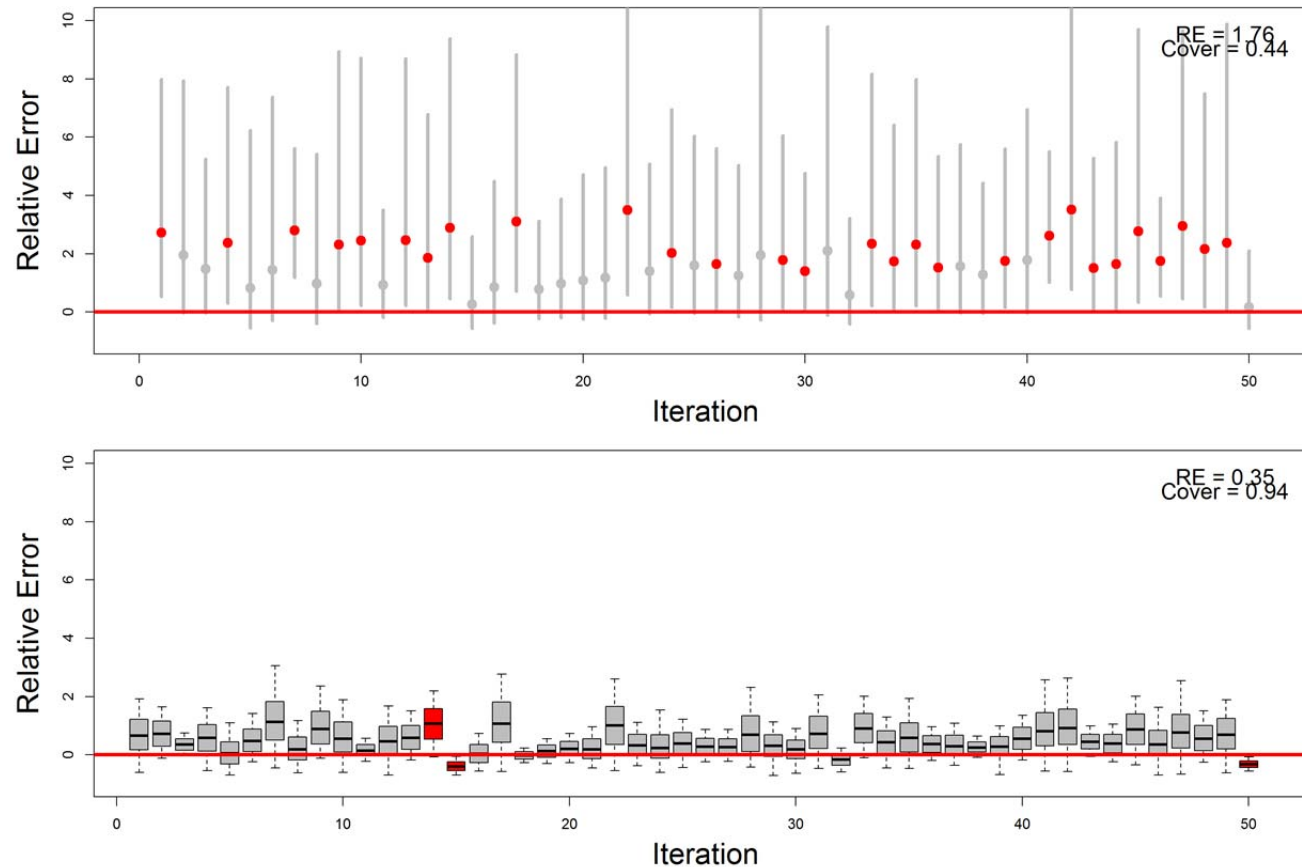 10
8
6
4
2
0
Relative Error
RE = 1.76
Cover = 0.44
0 10 20 30 40 50
Iteration
10
8
6
4
2
0
Relative Error
RE = 0.35
Cover = 0.94
0 10 20 30 40 50
Iteration